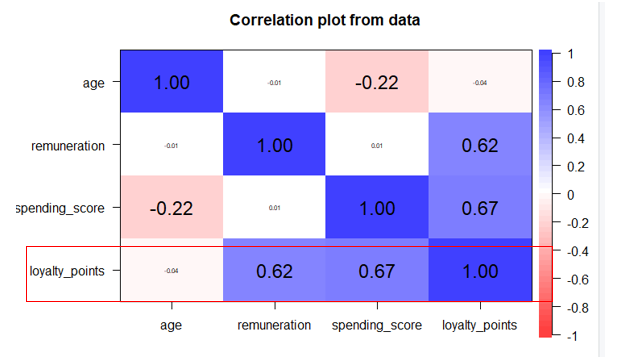 Correlation plot from data
age 1.00 -0.01 -0.22 -0.04
remuneration -0.01 1.00 0.01 0.62
spending_score -0.22 0.01 1.00 0.67
loyalty_points -0.04 0.62 0.67 1.00
age remuneration spending_score loyalty_points
1
0.8
0.6
0.4
0.2
0
-0.2
-0.4
-0.6
-0.8
-1